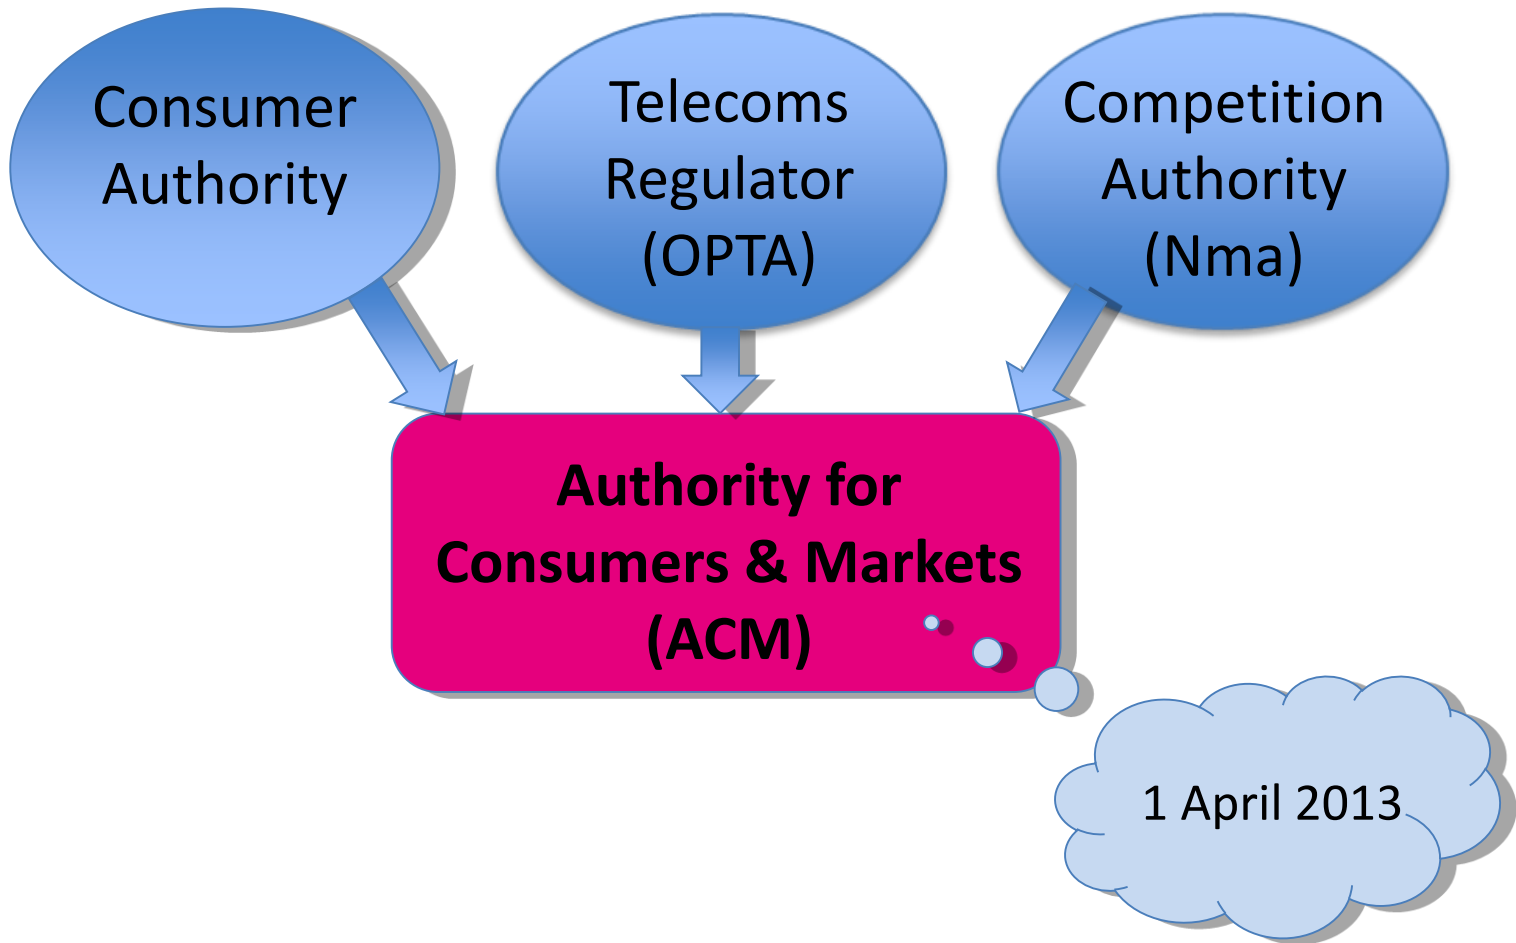 Consumer
Authority
Telecoms
Regulator
(OPTA)
Competition
Authority
(Nma)
Authority for
Consumers & Markets
(ACM)
1 April 2013